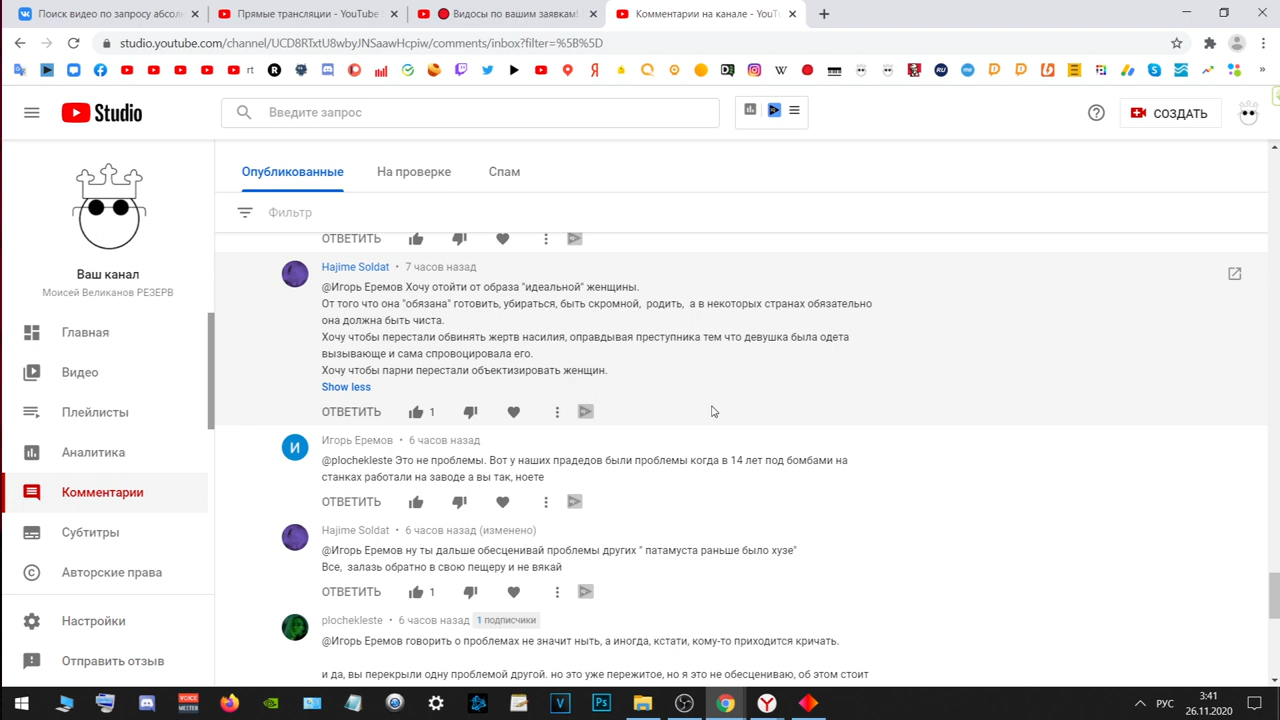 Поиск видео по запросу абсол
Прямые трансляции - YouTube S
Видосы по вашим заявкам!
Комментарии на канале - YouTu
studio.youtube.com/channel/UCD8RTxtU8wbyJNSaawHcpiw/comments/inbox?filter=%5B%5D
rt
Studio
Введите запрос
СОЗДАТЬ
Опубликованные
На проверке
Спам
Фильтр
Ваш канал
Моисей Великанов РЕЗЕРВ
Главная
Видео
Плейлисты
Аналитика
Комментарии
Субтитры
Авторские права
Настройки
Отправить отзыв
ОТВЕТИТЬ
Hajime Soldat • 7 часов назад
@Игорь Еремов Хочу отойти от образа "идеальной" женщины.
От того что она "обязана" готовить, убираться, быть скромной, родить, а в некоторых странах обязательно
она должна быть чиста.
Хочу чтобы перестали обвинять жертв насилия, оправдывая преступника тем что девушка была одета
вызывающе и сама спровоцировала его.
Хочу чтобы парни перестали объектизировать женщин.
Show less
ОТВЕТИТЬ 1
И
Игорь Еремов • 6 часов назад
@plochekleste Это не проблемы. Вот у наших прадедов были проблемы когда в 14 лет под бомбами на
станках работали на заводе а вы так, ноете
ОТВЕТИТЬ
Hajime Soldat • 6 часов назад (изменено)
@Игорь Еремов ну ты дальше обесценивай проблемы других " патамуста раньше было хузе"
Все, залазь обратно в свою пещеру и не вякай
ОТВЕТИТЬ 1
plochekleste • 6 часов назад 1 подписчики
@Игорь Еремов говорить о проблемах не значит ныть, а иногда, кстати, кому-то приходится кричать.
и да, вы перекрыли одну проблемой другой. но это уже пережитое, но я это не обесцениваю, об этом стоит
VOICE
MEETER
V
Ps
РУС
3:41
26.11.2020